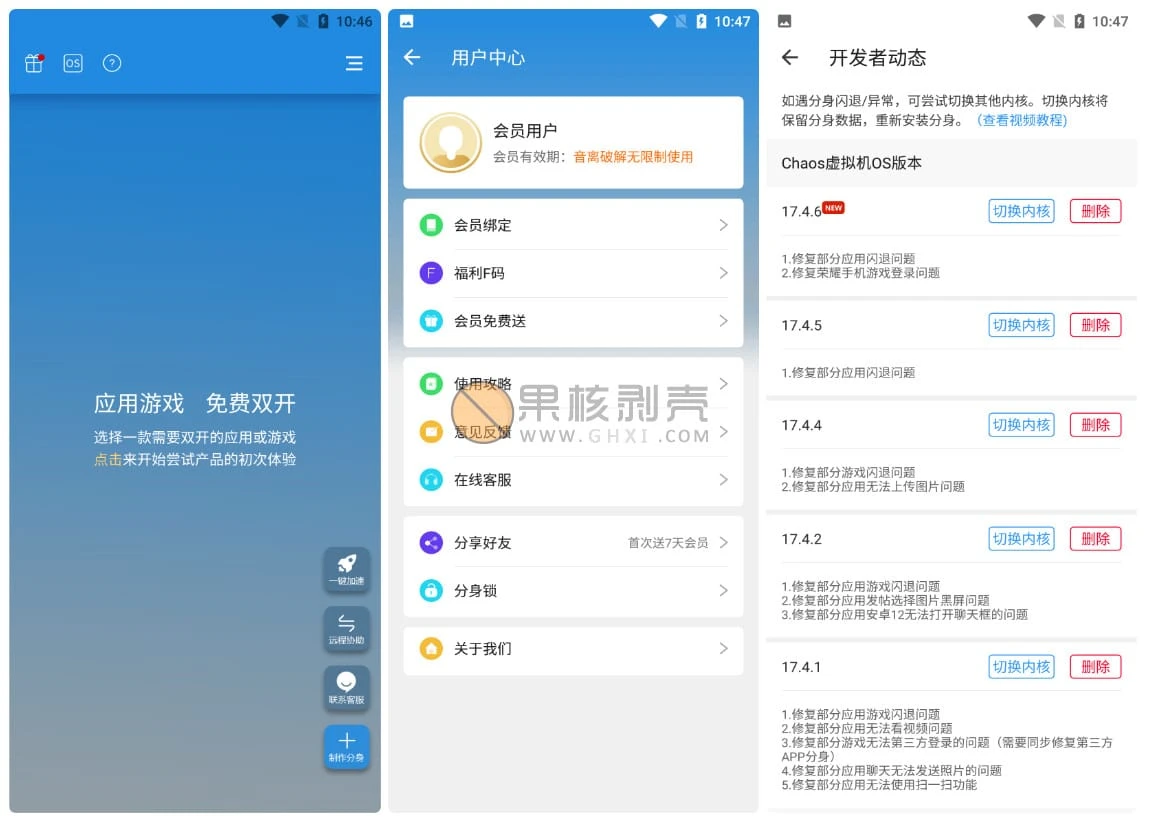 10:46
OS
?
应用游戏 免费双开
选择一款需要双开的应用或游戏
点击来开始尝试产品的初次体验
一键加速
远程协助
联系客服
制作分身
10:47
用户中心
会员用户
会员有效期：音离破解无限制使用
会员绑定
F 福利F码
会员免费送
使用攻略
意见反馈
在线客服
分享好友 首次送7天会员
分身锁
关于我们
果核剥壳
WWW.GHXI.COM
10:47
开发者动态
如遇分身闪退/异常，可尝试切换其他内核。切换内核将
保留分身数据，重新安装分身。（查看视频教程）
Chaos虚拟机OS版本
17.4.6 NEW 切换内核 删除
1.修复部分应用闪退问题
2.修复荣耀手机游戏登录问题
17.4.5 切换内核 删除
1.修复部分应用闪退问题
17.4.4 切换内核 删除
1.修复部分游戏闪退问题
2.修复部分应用无法上传图片问题
17.4.2 切换内核 删除
1.修复部分应用游戏闪退问题
2.修复部分应用发帖选择图片黑屏问题
3.修复部分应用安卓12无法打开聊天框的问题
17.4.1 切换内核 删除
1.修复部分应用游戏闪退问题
2.修复部分应用无法看视频问题
3.修复部分游戏无法第三方登录的问题（需要同步修复第三方
APP分身）
4.修复部分应用聊天无法发送照片的问题
5.修复部分应用无法使用扫一扫功能